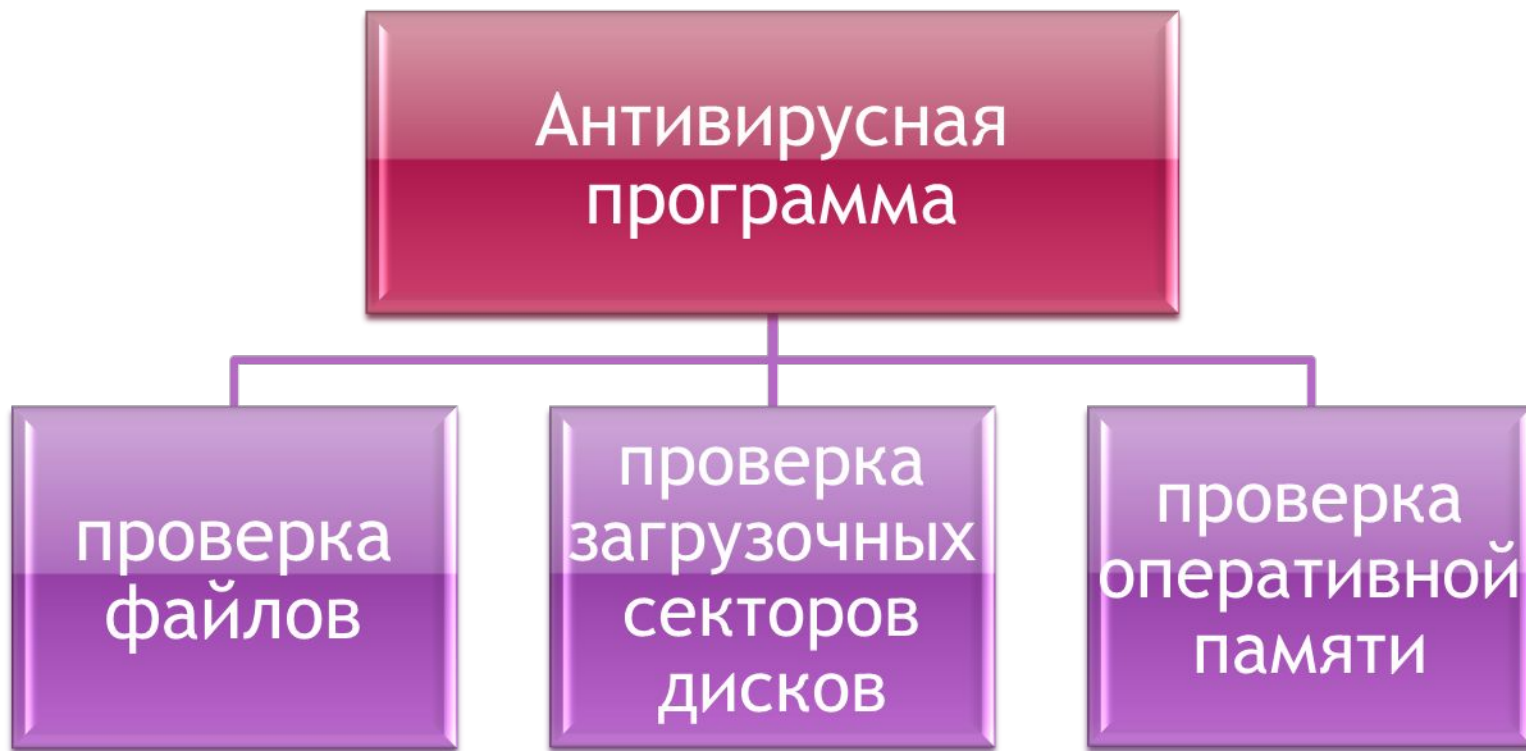 Антивирусная
программа
проверка
файлов
проверка
загрузочных
секторов
дисков
проверка
оперативной
памяти